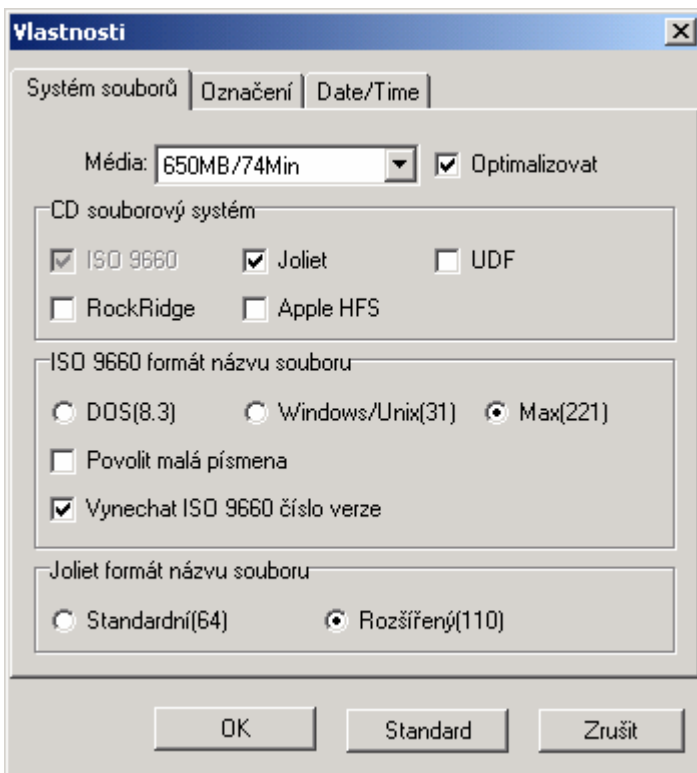 Vlastnosti
Systém souborů Označení Date/Time
Média: 650MB/74Min Optimalizovat
CD souborový systém
ISO 9660 Joliet UDF
RockRidge Apple HFS
ISO 9660 formát názvu souboru
DOS(8.3) Windows/Unix(31) Max(221)
Povolit malá písmena
Vynechat ISO 9660 číslo verze
Joliet formát názvu souboru
Standardní(64) Rozšířený(110)
OK Standard Zrušit